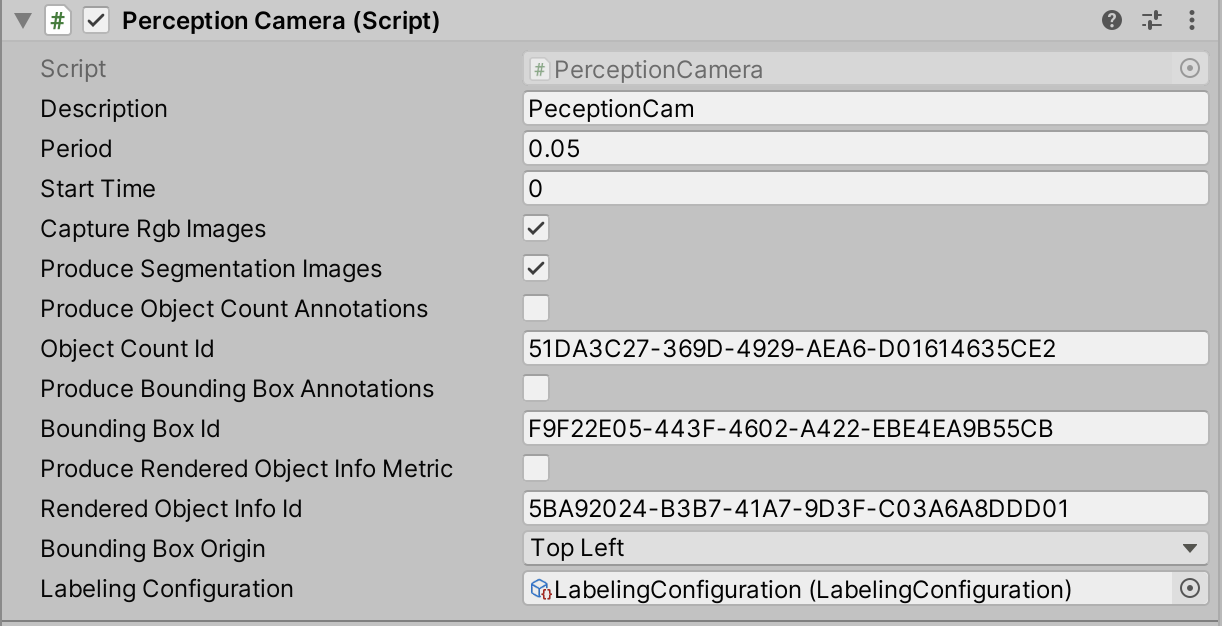 # Perception Camera (Script)
Script # PerceptionCamera
Description PeceptionCam
Period 0.05
Start Time 0
Capture Rgb Images
Produce Segmentation Images
Produce Object Count Annotations
Object Count Id 51DA3C27-369D-4929-AEA6-D01614635CE2
Produce Bounding Box Annotations
Bounding Box Id F9F22E05-443F-4602-A422-EBE4EA9B55CB
Produce Rendered Object Info Metric
Rendered Object Info Id 5BA92024-B3B7-41A7-9D3F-C03A6A8DDD01
Bounding Box Origin Top Left
Labeling Configuration LabelingConfiguration (LabelingConfiguration)